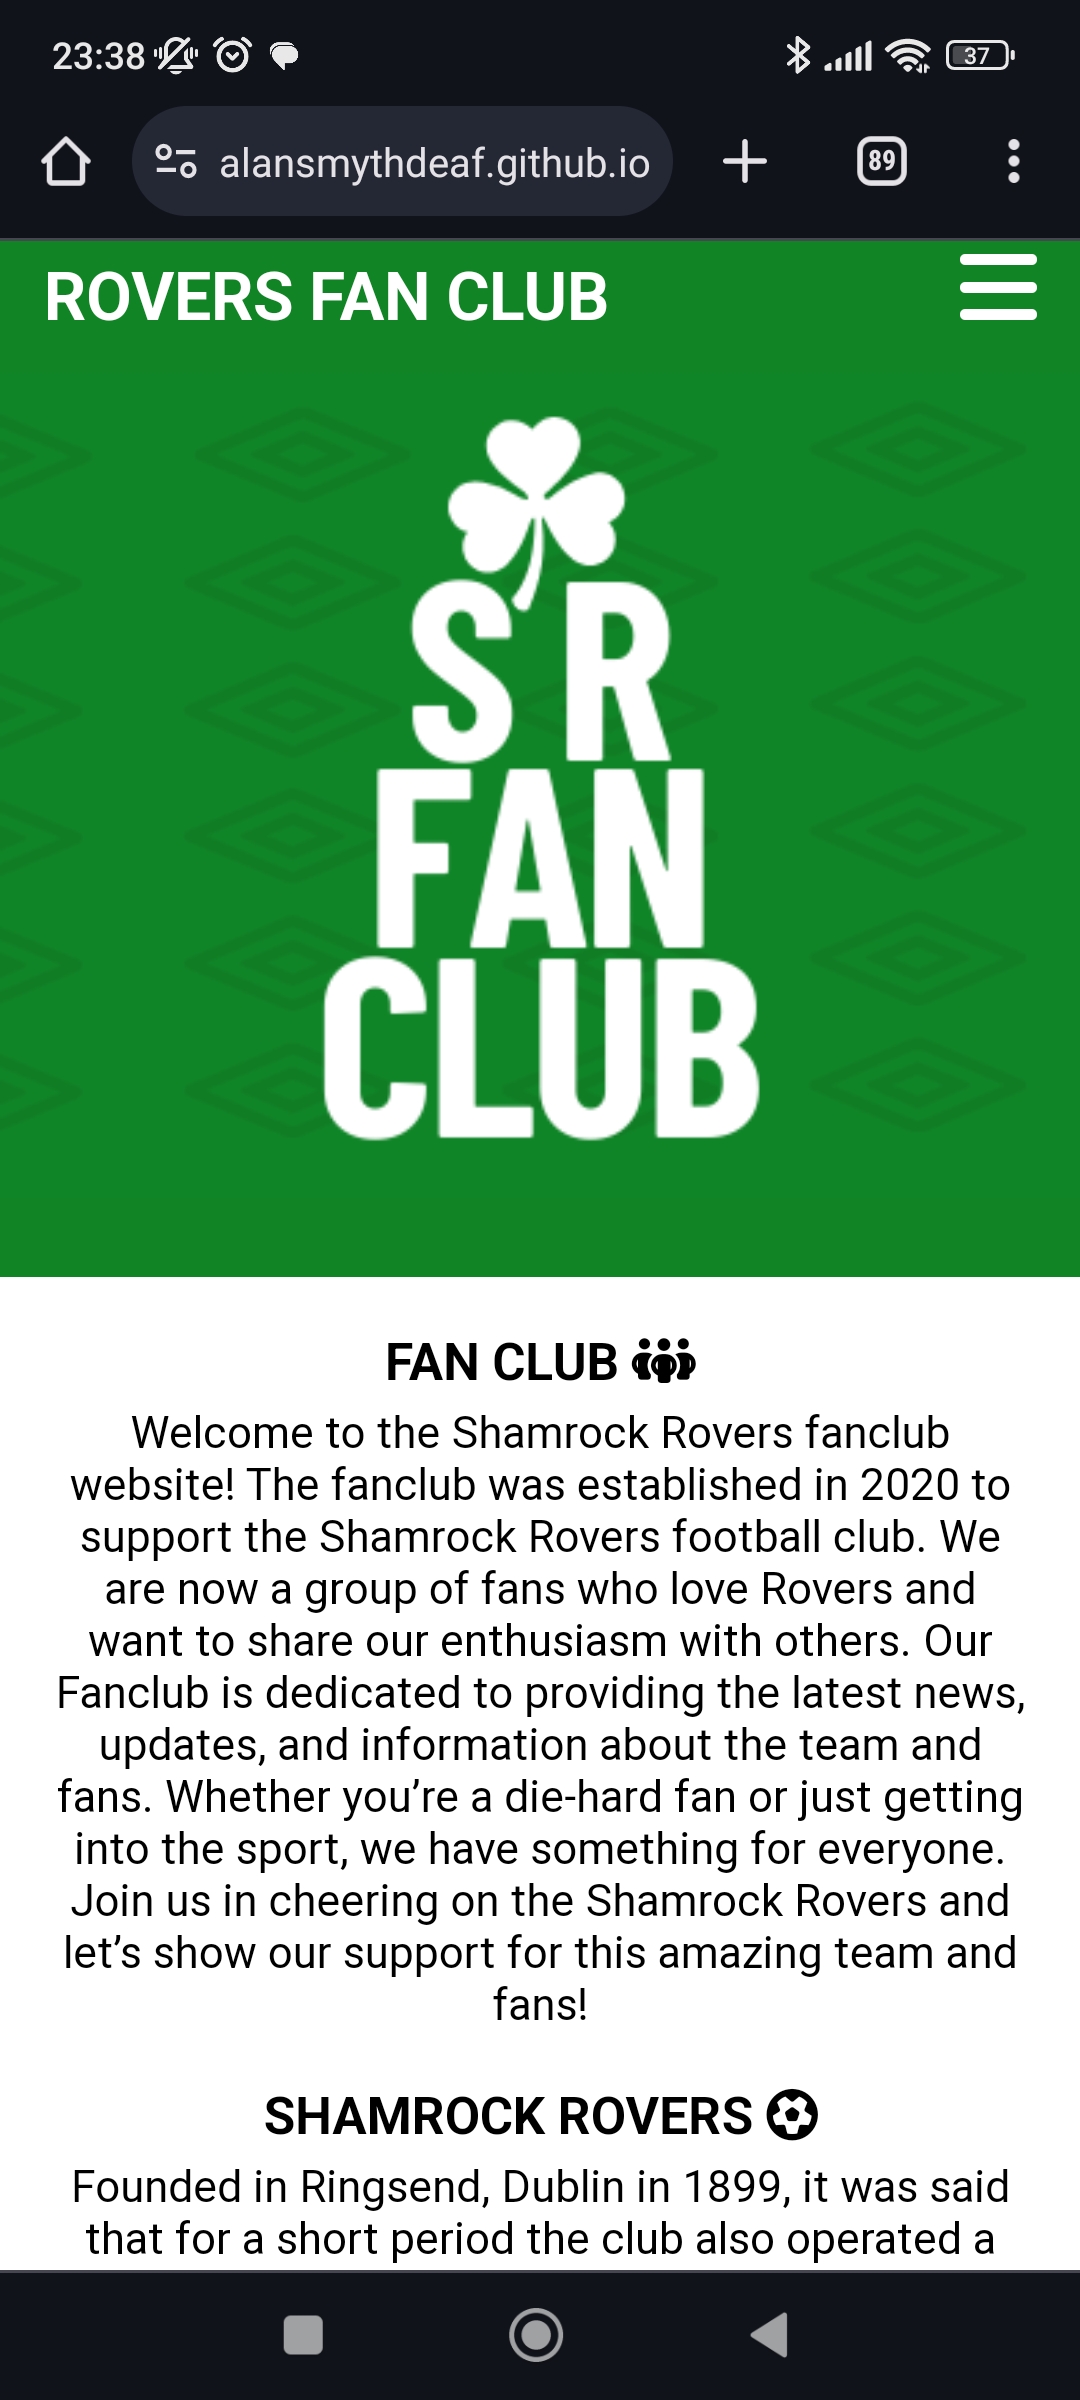 23:38
37
alansmythdeaf.github.io
89
ROVERS FAN CLUB
S R
FAN
CLUB
FAN CLUB
Welcome to the Shamrock Rovers fanclub
website! The fanclub was established in 2020 to
support the Shamrock Rovers football club. We
are now a group of fans who love Rovers and
want to share our enthusiasm with others. Our
Fanclub is dedicated to providing the latest news,
updates, and information about the team and
fans. Whether you’re a die-hard fan or just getting
into the sport, we have something for everyone.
Join us in cheering on the Shamrock Rovers and
let’s show our support for this amazing team and
fans!
SHAMROCK ROVERS
Founded in Ringsend, Dublin in 1899, it was said
that for a short period the club also operated a